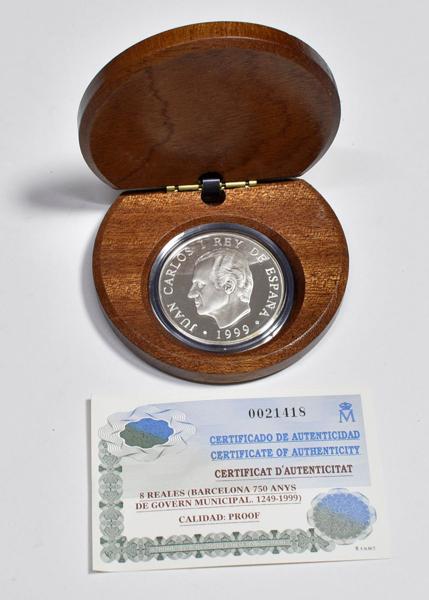 JUAN CARLOS I REY DE ESPAÑA
1999
0021418
M
CERTIFICADO DE AUTENTICIDAD
CERTIFICATE OF AUTHENTICITY
CERTIFICAT D'AUTENTICITAT
8 REALES (BARCELONA 750 ANYS
DE GOVERN MUNICIPAL. 1249-1999)
CALIDAD: PROOF